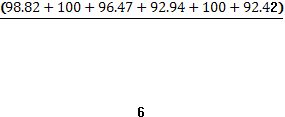 (98.82 + 100 + 96.47 + 92.94 + 100 + 92.42)
6